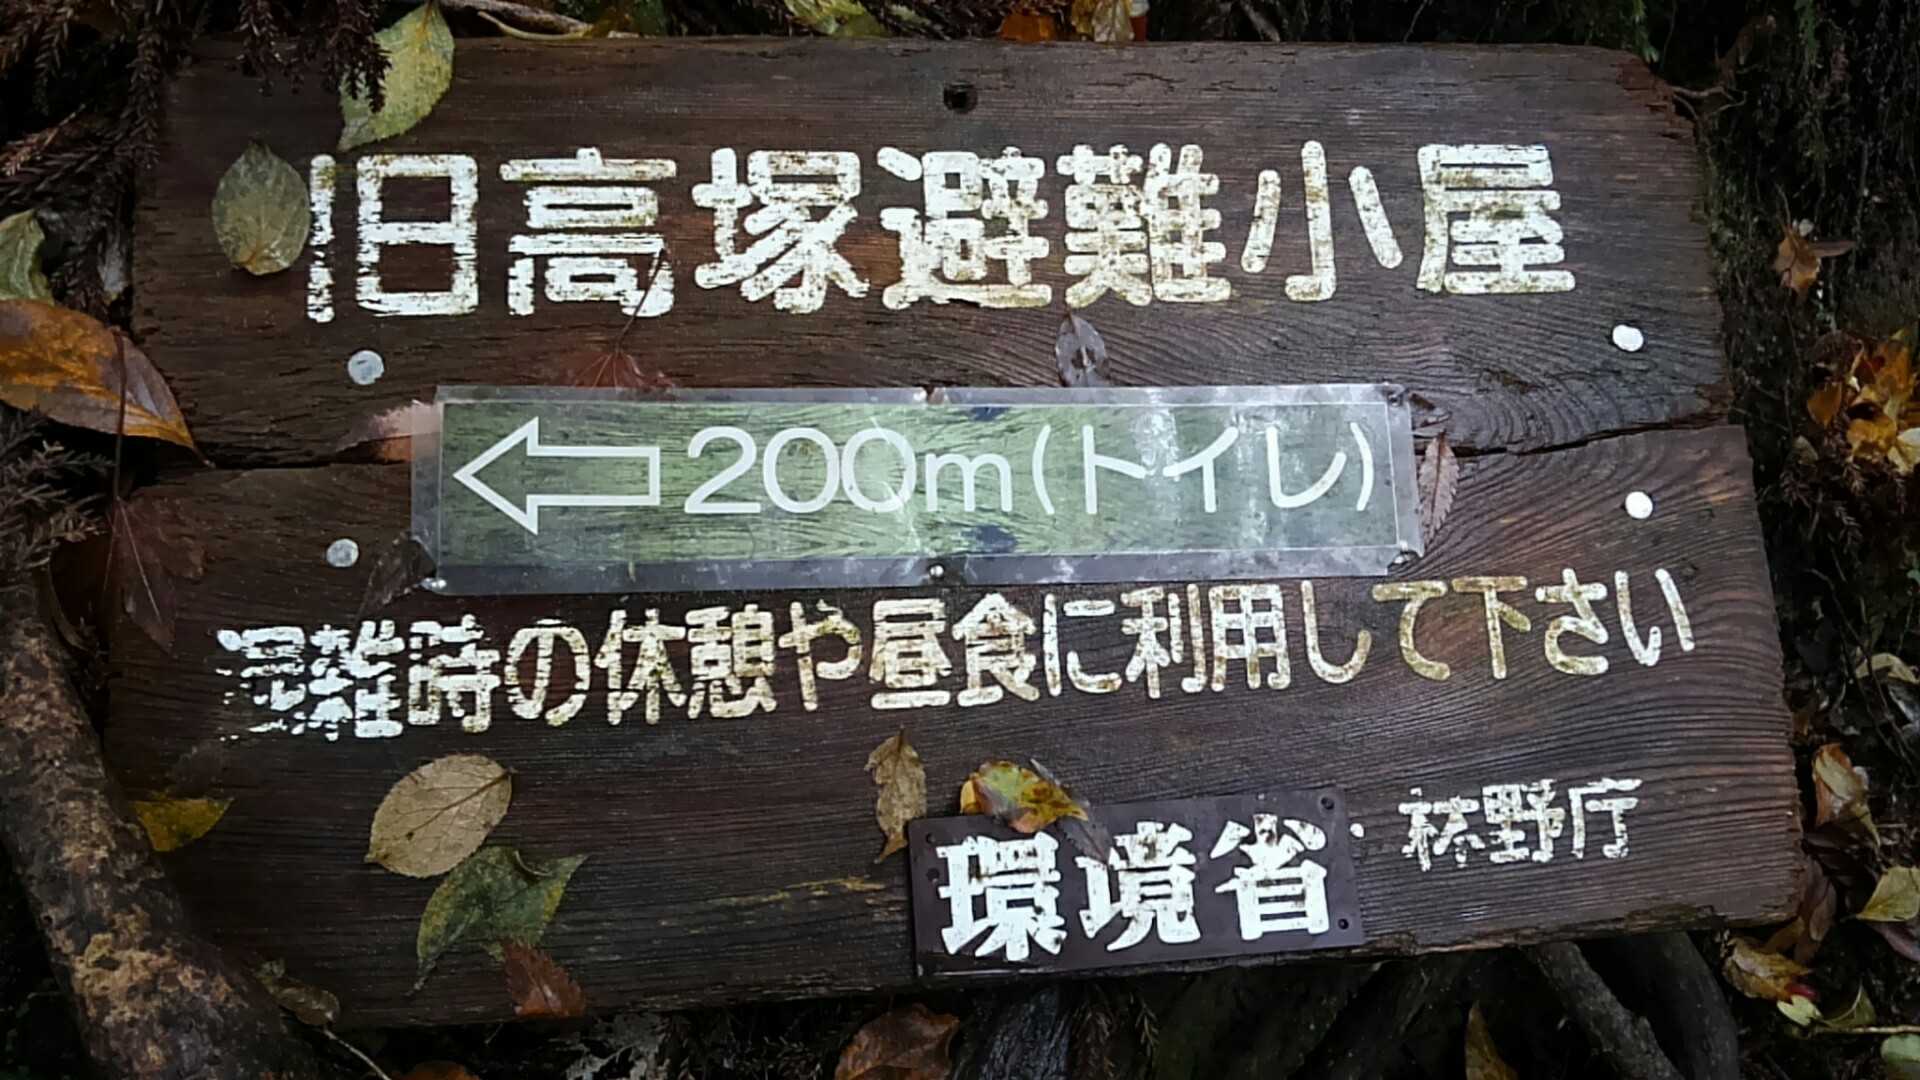 旧高塚避難小屋
←200m(トイレ)
混雑時の休憩や昼食に利用して下さい
環境省・林野庁